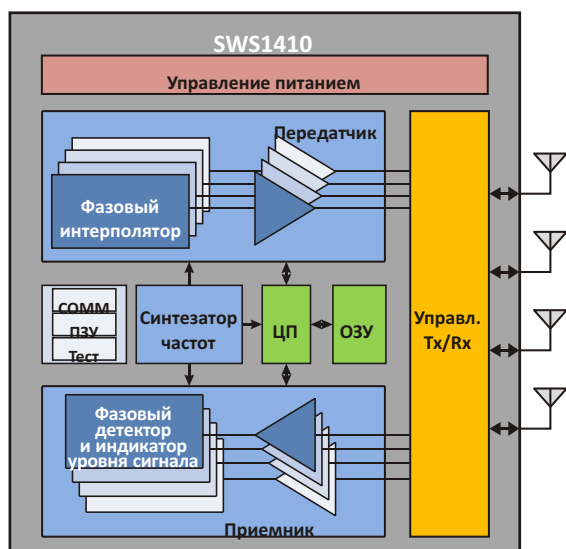 SWS1410
Управление питанием
Передатчик
Фазовый
интерполятор
COMM
ПЗУ
Тест
Синтезатор
частот
ЦП
ОЗУ
Управл.
Tx/Rx
Фазовый
детектор
и индикатор
уровня сигнала
Приемник